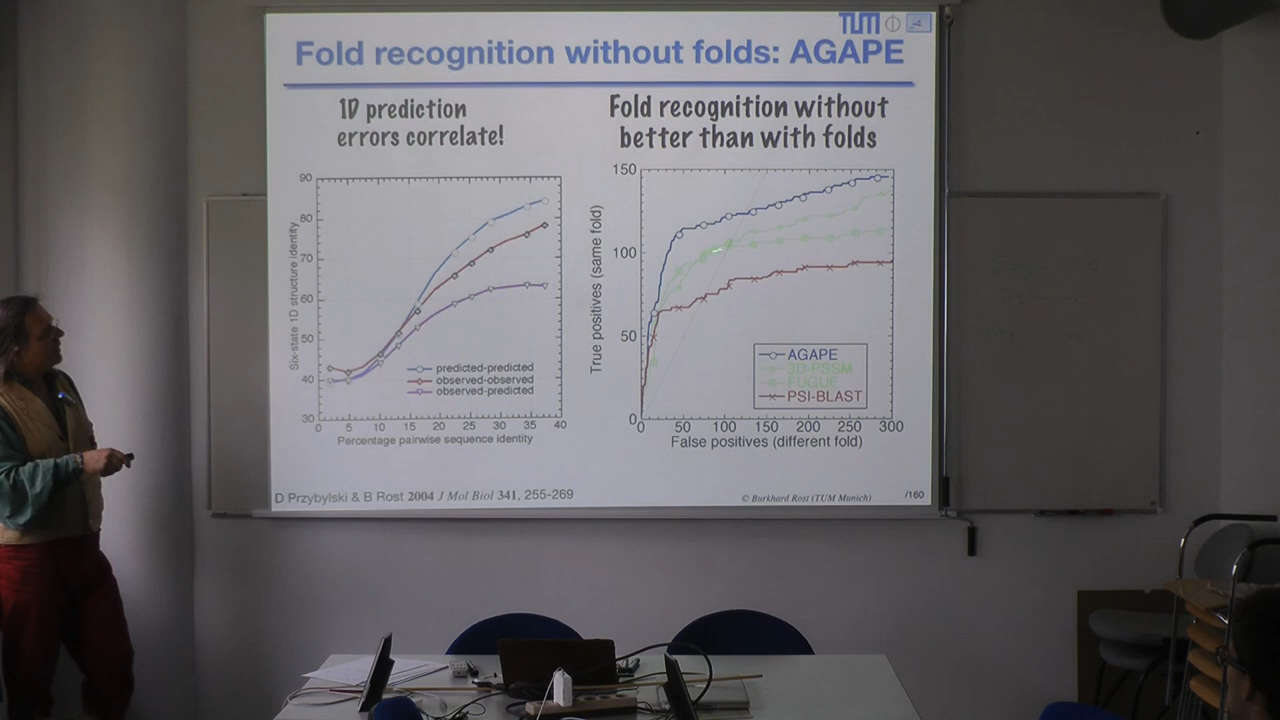 TUM
Fold recognition without folds: AGAPE
1D prediction
errors correlate!
Fold recognition without
better than with folds
90
80
70
60
50
40
30
Six-state 1D structure identity
0 5 10 15 20 25 30 35 40
Percentage pairwise sequence identity
predicted-predicted
observed-observed
observed-predicted
150
100
50
0
True positives (same fold)
0 50 100 150 200 250 300
False positives (different fold)
AGAPE
3D-PSSM
FUGUE
PSI-BLAST
D Przybylski & B Rost 2004 J Mol Biol 341, 255-269
© Burkhard Rost (TUM Munich)
/160